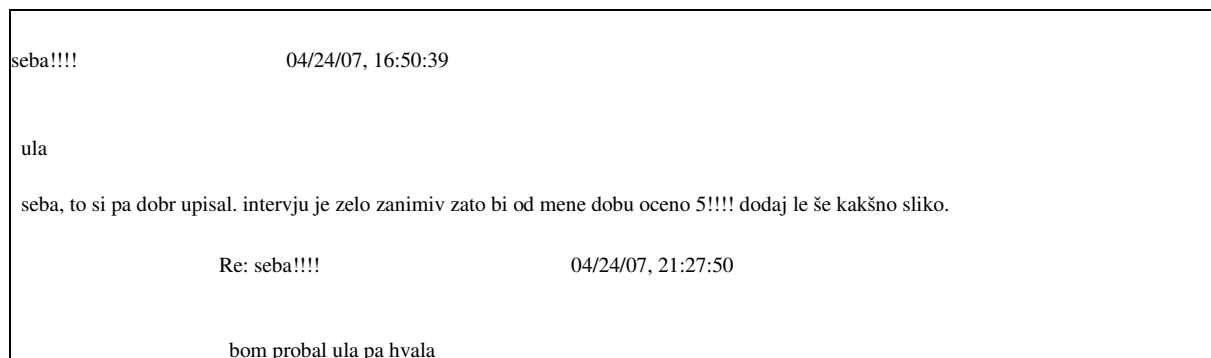 seba!!!! 04/24/07, 16:50:39
ula
seba, to si pa dobr upisal. intervju je zelo zanimiv zato bi od mene dobu oceno 5!!!! dodaj le še kakšno sliko.
Re: seba!!!! 04/24/07, 21:27:50
bom probal ula pa hvala